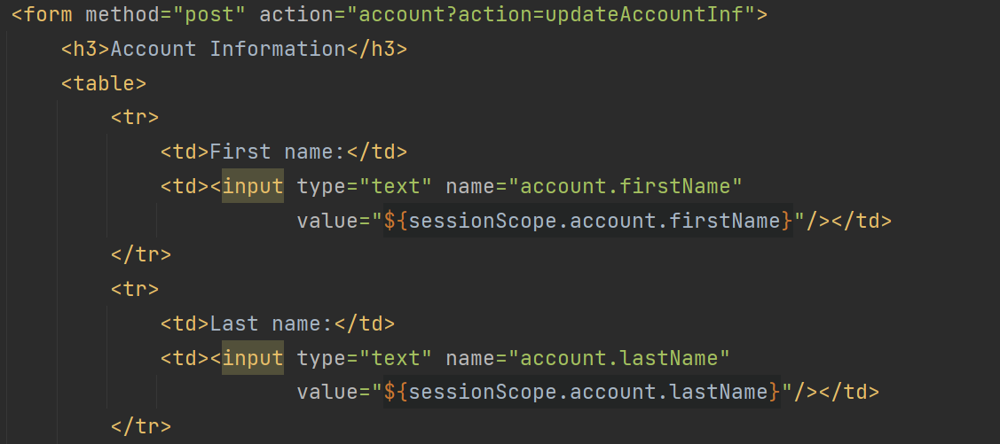 <form method="post" action="account?action=updateAccountInf">
<h3>Account Information</h3>
<table>
<tr>
<td>First name:</td>
<td><input type="text" name="account.firstName"
value="${sessionScope.account.firstName}"/></td>
</tr>
<tr>
<td>Last name:</td>
<td><input type="text" name="account.lastName"
value="${sessionScope.account.lastName}"/></td>
</tr>